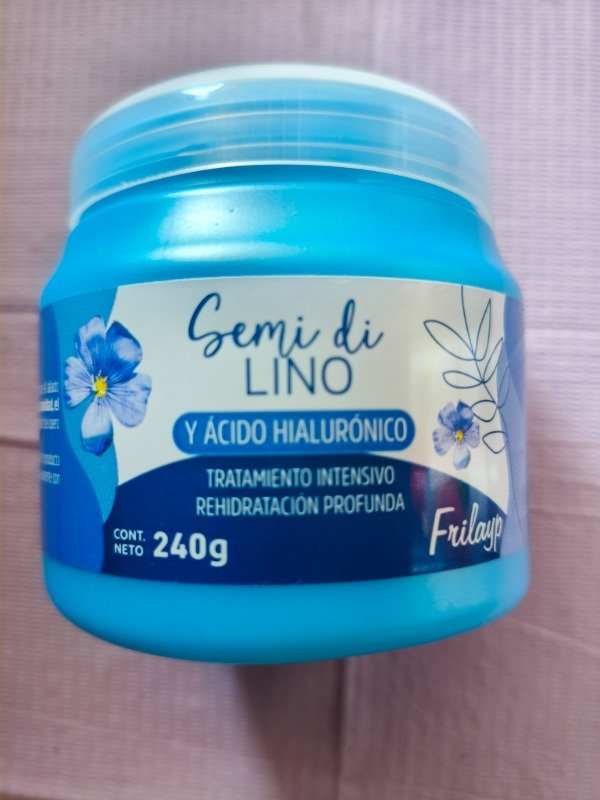 Semi di
LINO
Y ÁCIDO HIALURÓNICO
TRATAMIENTO INTENSIVO
REHIDRATACIÓN PROFUNDA
CONT.
NETO 240g
Frilayp